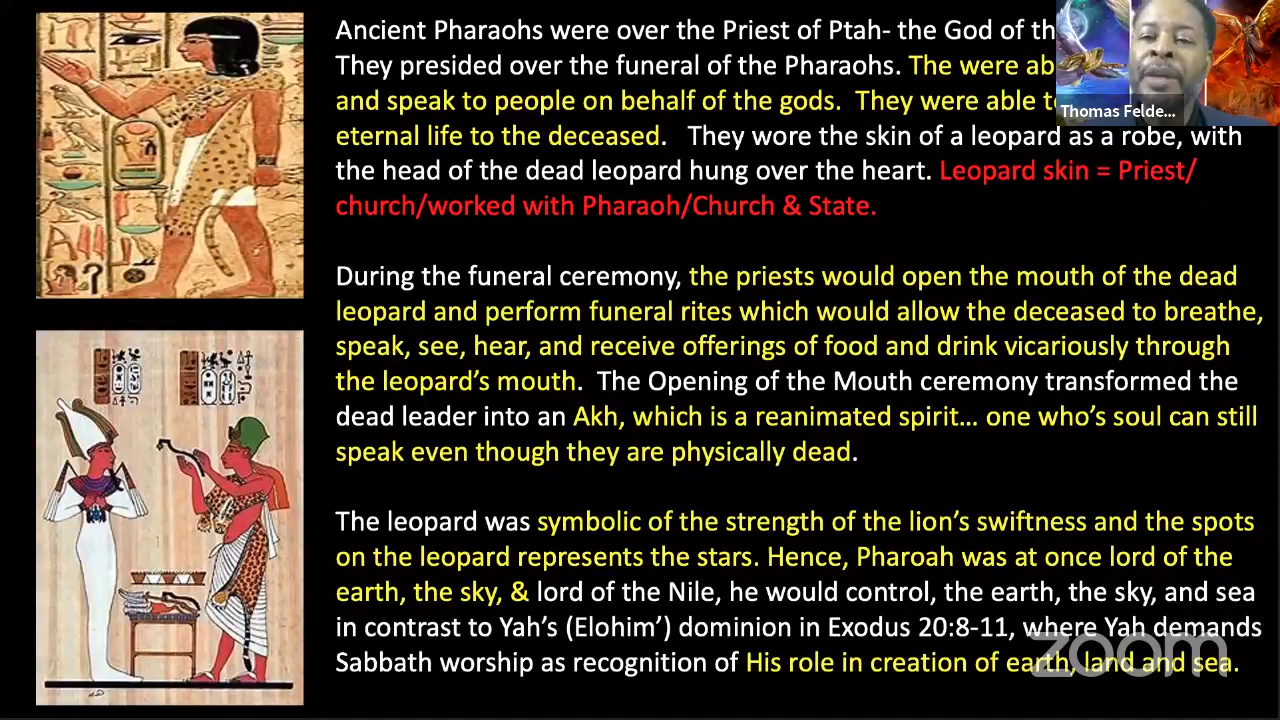 Ancient Pharaohs were over the Priest of Ptah- the God of th
They presided over the funeral of the Pharaohs. The were ab
and speak to people on behalf of the gods. They were able t
eternal life to the deceased. They wore the skin of a leopard as a robe, with
the head of the dead leopard hung over the heart. Leopard skin = Priest/
church/worked with Pharaoh/Church & State.
During the funeral ceremony, the priests would open the mouth of the dead
leopard and perform funeral rites which would allow the deceased to breathe,
speak, see, hear, and receive offerings of food and drink vicariously through
the leopard's mouth. The Opening of the Mouth ceremony transformed the
dead leader into an Akh, which is a reanimated spirit… one who's soul can still
speak even though they are physically dead.
The leopard was symbolic of the strength of the lion's swiftness and the spots
on the leopard represents the stars. Hence, Pharoah was at once lord of the
earth, the sky, & lord of the Nile, he would control, the earth, the sky, and sea
in contrast to Yah's (Elohim') dominion in Exodus 20:8-11, where Yah demands
Sabbath worship as recognition of His role in creation of earth, land and sea.
Thomas Felde...
zoom